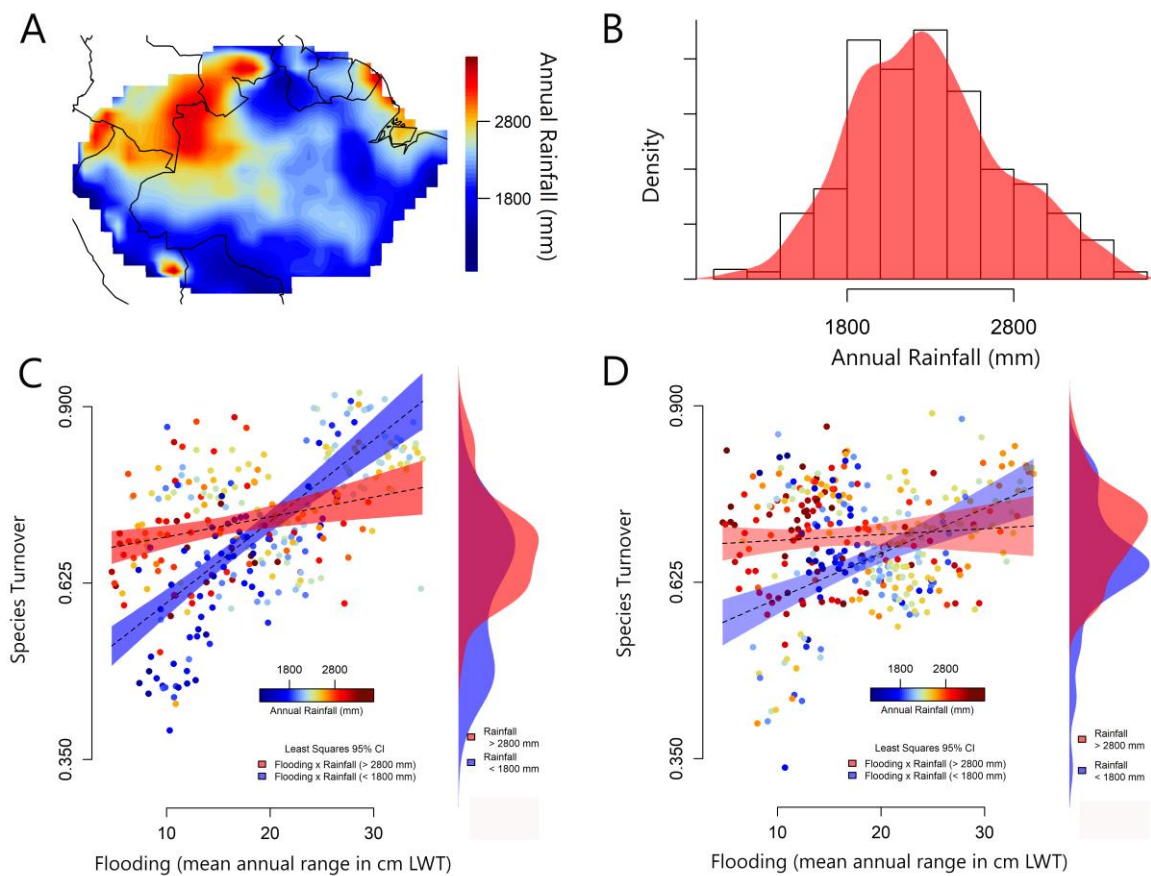 A
Annual Rainfall (mm)
2800
1800
B
Density
1800
2800
Annual Rainfall (mm)
C
Species Turnover
0.900
0.625
0.350
1800
2800
Annual Rainfall (mm)
Least Squares 95% CI
Flooding x Rainfall (> 2800 mm)
Flooding x Rainfall (< 1800 mm)
Rainfall
> 2800 mm
Rainfall
< 1800 mm
10
20
30
Flooding (mean annual range in cm LWT)
D
Species Turnover
0.900
0.625
0.350
1800
2800
Annual Rainfall (mm)
Least Squares 95% CI
Flooding x Rainfall (> 2800 mm)
Flooding x Rainfall (< 1800 mm)
Rainfall
> 2800 mm
Rainfall
< 1800 mm
10
20
30
Flooding (mean annual range in cm LWT)